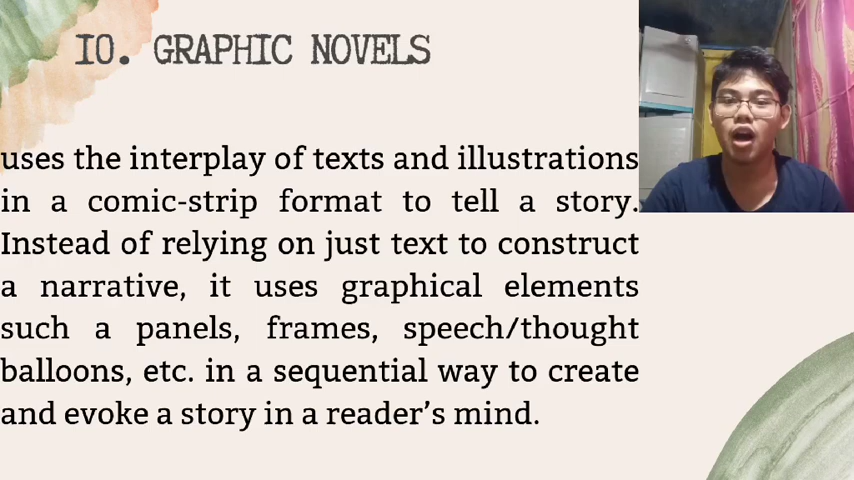 10. GRAPHIC NOVELS
uses the interplay of texts and illustrations
in a comic-strip format to tell a story.
Instead of relying on just text to construct
a narrative, it uses graphical elements
such a panels, frames, speech/thought
balloons, etc. in a sequential way to create
and evoke a story in a reader’s mind.